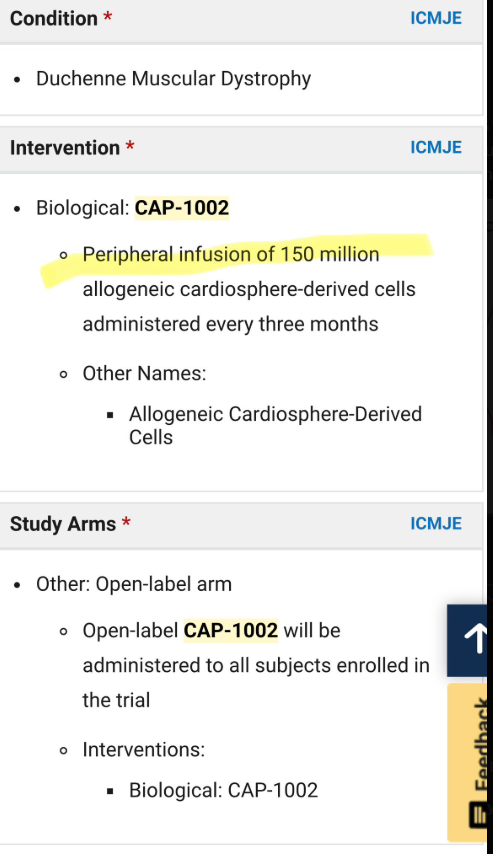 Condition * ICMJE
• Duchenne Muscular Dystrophy
Intervention * ICMJE
• Biological: CAP-1002
◦ Peripheral infusion of 150 million
allogeneic cardiosphere-derived cells
administered every three months
◦ Other Names:
▪ Allogeneic Cardiosphere-Derived
Cells
Study Arms * ICMJE
• Other: Open-label arm
◦ Open-label CAP-1002 will be
administered to all subjects enrolled in
the trial
◦ Interventions:
▪ Biological: CAP-1002
Feedback